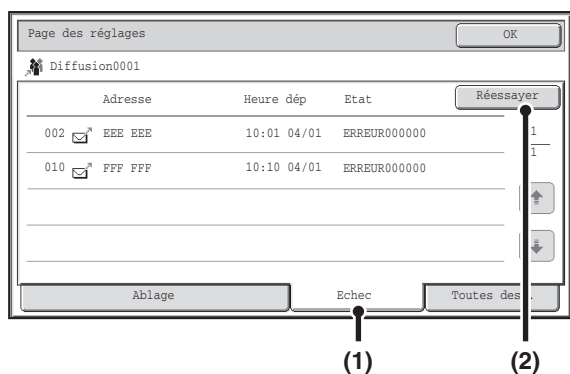 Page des réglages OK
Diffusion0001
Adresse Heure dép Etat Réessayer
002 EEE EEE 10:01 04/01 ERREUR000000 1
1
010 FFF FFF 10:10 04/01 ERREUR000000
Ablage Echec Toutes des
(1) (2)